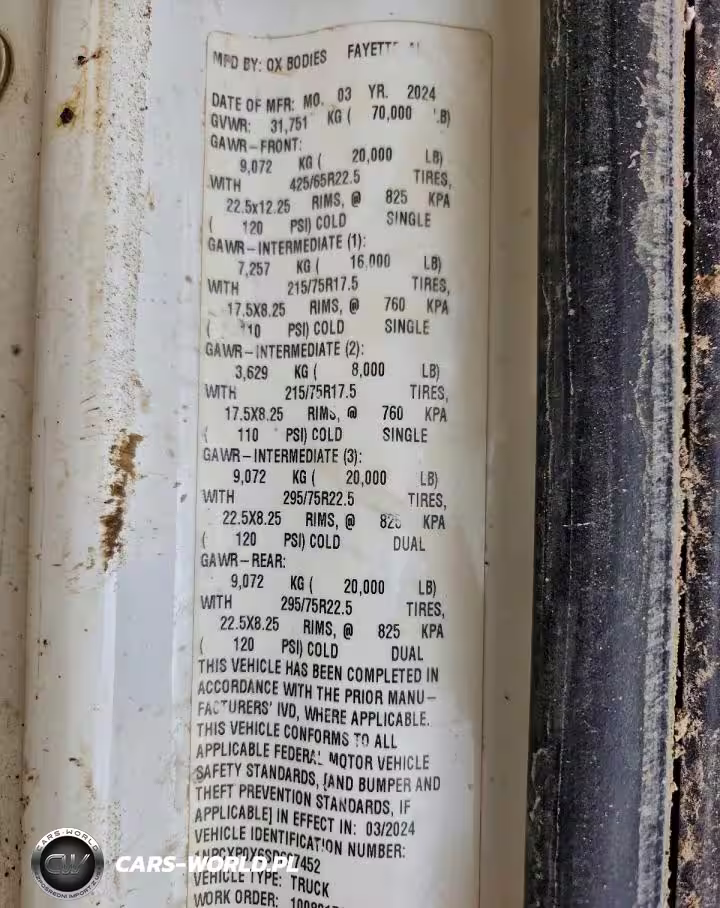 MFD BY: OX BODIES FAYETTE
DATE OF MFR: MO. 03 YR. 2024
GVWR: 31,751 KG ( 70,000 LB)
GAWR-FRONT:
9,072 KG ( 20,000 LB)
WITH 425/65R22.5 TIRES,
22.5x12.25 RIMS, @ 825 KPA
( 120 PSI) COLD SINGLE
GAWR-INTERMEDIATE (1):
7,257 KG ( 16,000 LB)
WITH 215/75R17.5 TIRES,
17.5X8.25 RIMS, @ 760 KPA
( 110 PSI) COLD SINGLE
GAWR-INTERMEDIATE (2):
3,629 KG ( 8,000 LB)
WITH 215/75R17.5 TIRES,
17.5X8.25 RIMS, @ 760 KPA
( 110 PSI) COLD SINGLE
GAWR-INTERMEDIATE (3):
9,072 KG ( 20,000 LB)
WITH 295/75R22.5 TIRES,
22.5X8.25 RIMS, @ 825 KPA
( 120 PSI) COLD DUAL
GAWR-REAR:
9,072 KG ( 20,000 LB)
WITH 295/75R22.5 TIRES,
22.5X8.25 RIMS, @ 825 KPA
( 120 PSI) COLD DUAL
THIS VEHICLE HAS BEEN COMPLETED IN
ACCORDANCE WITH THE PRIOR MANU-
FACTURERS' IVD, WHERE APPLICABLE.
THIS VEHICLE CONFORMS TO ALL
APPLICABLE FEDERAL MOTOR VEHICLE
SAFETY STANDARDS, [AND BUMPER AND
THEFT PREVENTION STANDARDS, IF
APPLICABLE] IN EFFECT IN: 03/2024
VEHICLE IDENTIFICATION NUMBER:
VEHICLE TYPE: TRUCK
WORK ORDER:
CARS-WORLD
CW
CARS-WORLD.PL